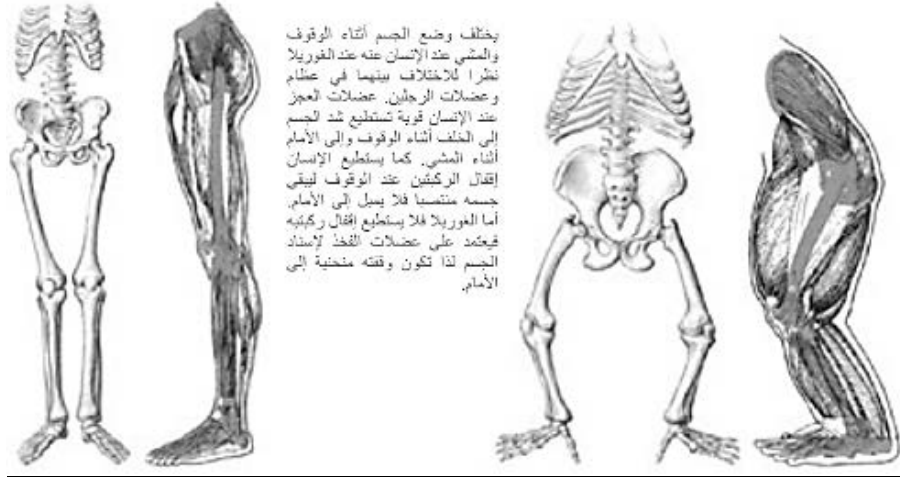 يختلف وضع الجسم أثناء الوقوف
والمشي عند الإنسان عنه عند الغوريلا
نظرا للاختلاف بينهما في عظام
وعضلات الرجلين. عضلات العجز
عند الإنسان قوية تستطيع شد الجسم
إلى الخلف أثناء الوقوف وإلى الأمام
أثناء المشي. كما يستطيع الإنسان
إقفال الركبتين عند الوقوف ليبقى
جسمه منتصبا فلا يميل إلى الأمام.
أما الغوريلا فلا يستطيع إقفال ركبتيه
فيعتمد على عضلات الفخذ لإسناد
الجسم لذا تكون وقفته منحنية إلى
الأمام.